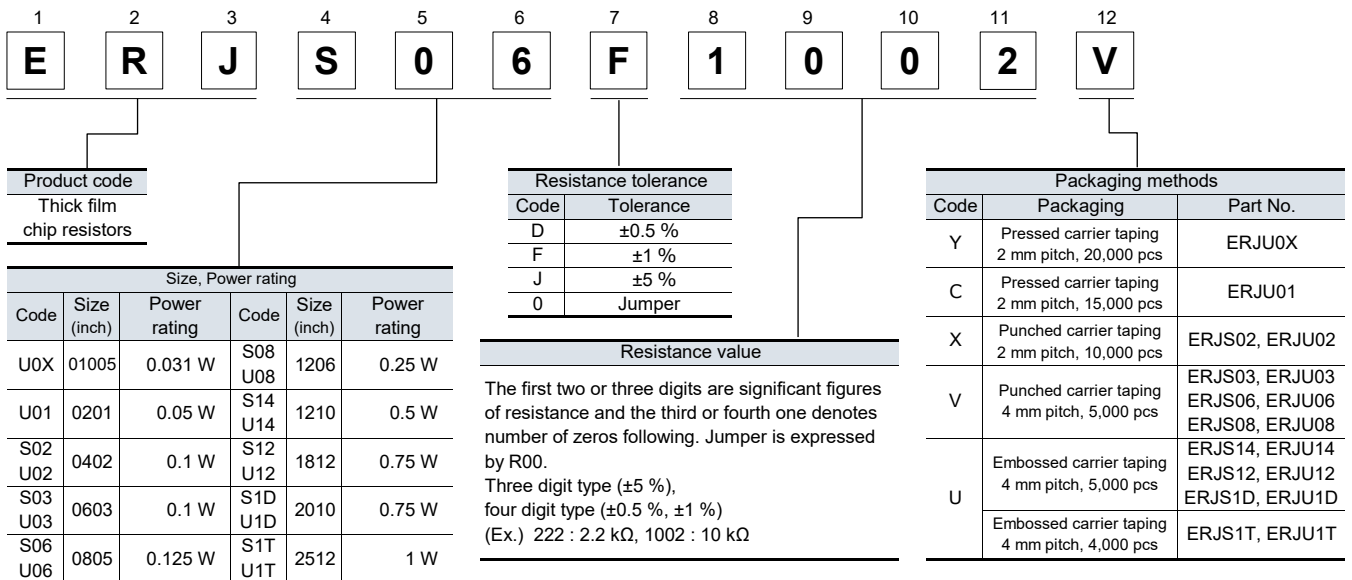 1 2 3 4 5 6 7 8 9 10 11 12
E R J S 0 6 F 1 0 0 2 V
Product code
Thick film
chip resistors
Size, Power rating
Code Size (inch) Power rating Code Size (inch) Power rating
U0X 01005 0.031 W S08 U08 1206 0.25 W
U01 0201 0.05 W S14 U14 1210 0.5 W
S02 U02 0402 0.1 W S12 U12 1812 0.75 W
S03 U03 0603 0.1 W S1D U1D 2010 0.75 W
S06 U06 0805 0.125 W S1T U1T 2512 1 W
Resistance tolerance
Code Tolerance
D ±0.5 %
F ±1 %
J ±5 %
0 Jumper
Resistance value
The first two or three digits are significant figures
of resistance and the third or fourth one denotes
number of zeros following. Jumper is expressed
by R00.
Three digit type (±5 %),
four digit type (±0.5 %, ±1 %)
(Ex.) 222 : 2.2 kΩ, 1002 : 10 kΩ
Packaging methods
Code Packaging Part No.
Y Pressed carrier taping 2 mm pitch, 20,000 pcs ERJU0X
C Pressed carrier taping 2 mm pitch, 15,000 pcs ERJU01
X Punched carrier taping 2 mm pitch, 10,000 pcs ERJS02, ERJU02
V Punched carrier taping 4 mm pitch, 5,000 pcs ERJS03, ERJU03
ERJS06, ERJU06
ERJS08, ERJU08
U Embossed carrier taping 4 mm pitch, 5,000 pcs ERJS14, ERJU14
ERJS12, ERJU12
ERJS1D, ERJU1D
Embossed carrier taping 4 mm pitch, 4,000 pcs ERJS1T, ERJU1T